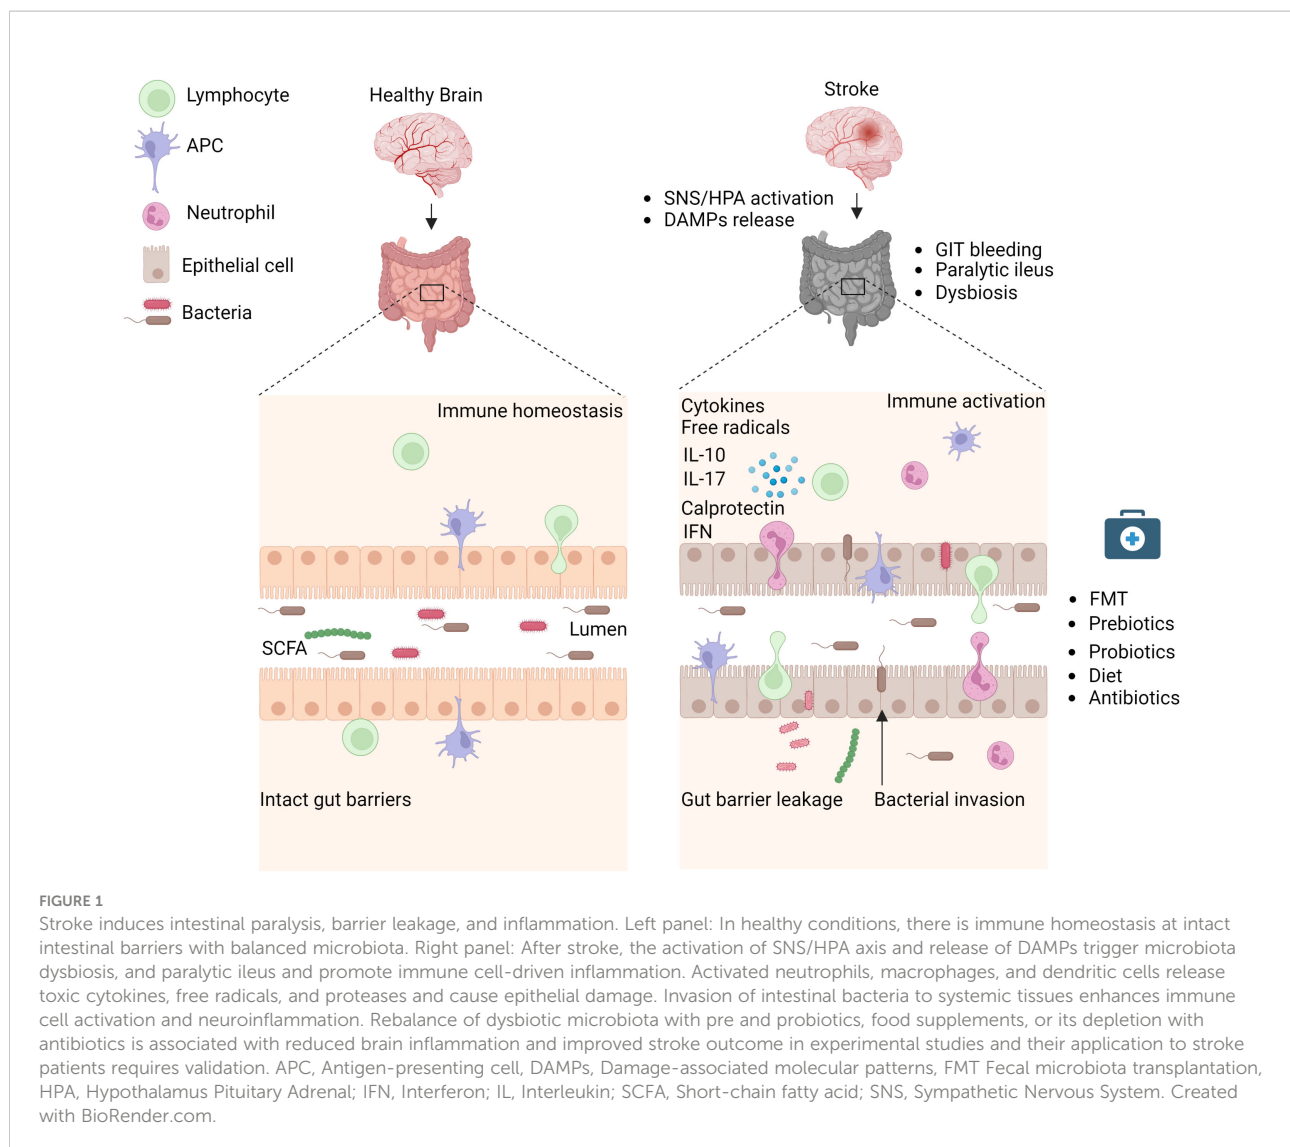 Lymphocyte
APC
Neutrophil
Epithelial cell
Bacteria
Healthy Brain
Stroke
• SNS/HPA activation
• DAMPs release
• GIT bleeding
• Paralytic ileus
• Dysbiosis
Immune homeostasis
SCFA
Lumen
Intact gut barriers
Cytokines
Free radicals
IL-10
IL-17
Calprotectin
IFN
Immune activation
Gut barrier leakage
Bacterial invasion
• FMT
• Prebiotics
• Probiotics
• Diet
• Antibiotics
FIGURE 1
Stroke induces intestinal paralysis, barrier leakage, and inflammation. Left panel: In healthy conditions, there is immune homeostasis at intact
intestinal barriers with balanced microbiota. Right panel: After stroke, the activation of SNS/HPA axis and release of DAMPs trigger microbiota
dysbiosis, and paralytic ileus and promote immune cell-driven inflammation. Activated neutrophils, macrophages, and dendritic cells release
toxic cytokines, free radicals, and proteases and cause epithelial damage. Invasion of intestinal bacteria to systemic tissues enhances immune
cell activation and neuroinflammation. Rebalance of dysbiotic microbiota with pre and probiotics, food supplements, or its depletion with
antibiotics is associated with reduced brain inflammation and improved stroke outcome in experimental studies and their application to stroke
patients requires validation. APC, Antigen-presenting cell, DAMPs, Damage-associated molecular patterns, FMT Fecal microbiota transplantation,
HPA, Hypothalamus Pituitary Adrenal; IFN, Interferon; IL, Interleukin; SCFA, Short-chain fatty acid; SNS, Sympathetic Nervous System. Created
with BioRender.com.